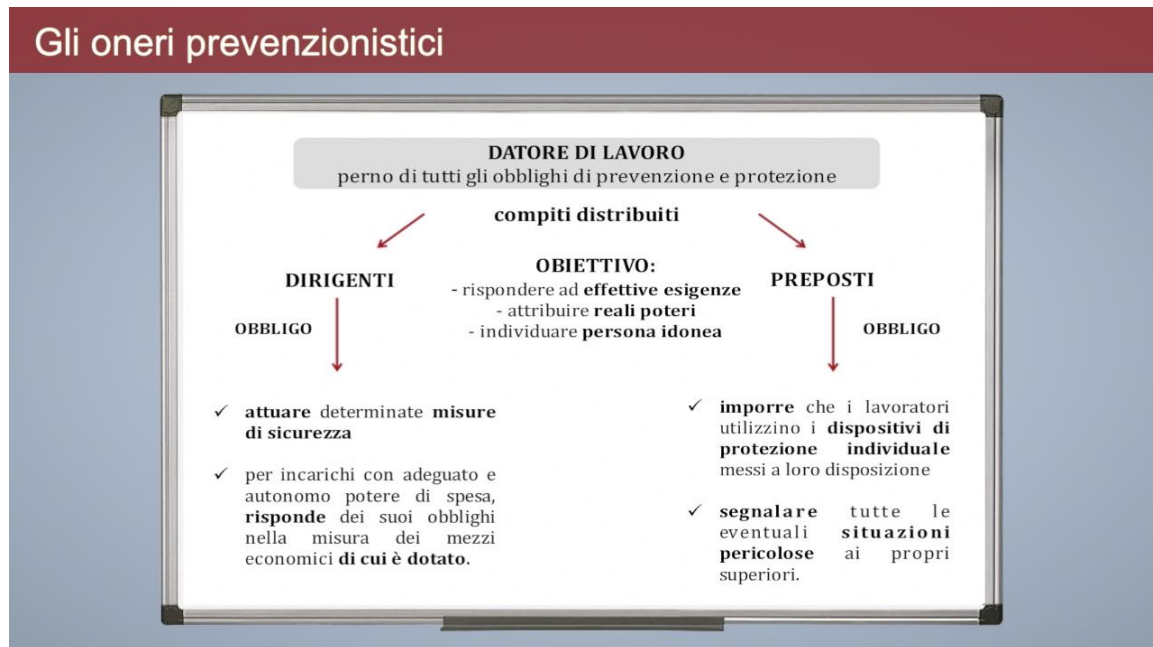 Gli oneri prevenzionistici
DATORE DI LAVORO
perno di tutti gli obblighi di prevenzione e protezione
compiti distribuiti
DIRIGENTI
OBIETTIVO:
- rispondere ad effettive esigenze
- attribuire reali poteri
- individuare persona idonea
PREPOSTI
OBBLIGO
OBBLIGO
✓ attuare determinate misure
di sicurezza
✓ per incarichi con adeguato e
autonomo potere di spesa,
risponde dei suoi obblighi
nella misura dei mezzi
economici di cui è dotato.
✓ imporre che i lavoratori
utilizzino i dispositivi di
protezione individuale
messi a loro disposizione
✓ segnalare tutte le
eventuali situazioni
pericolose ai propri
superiori.